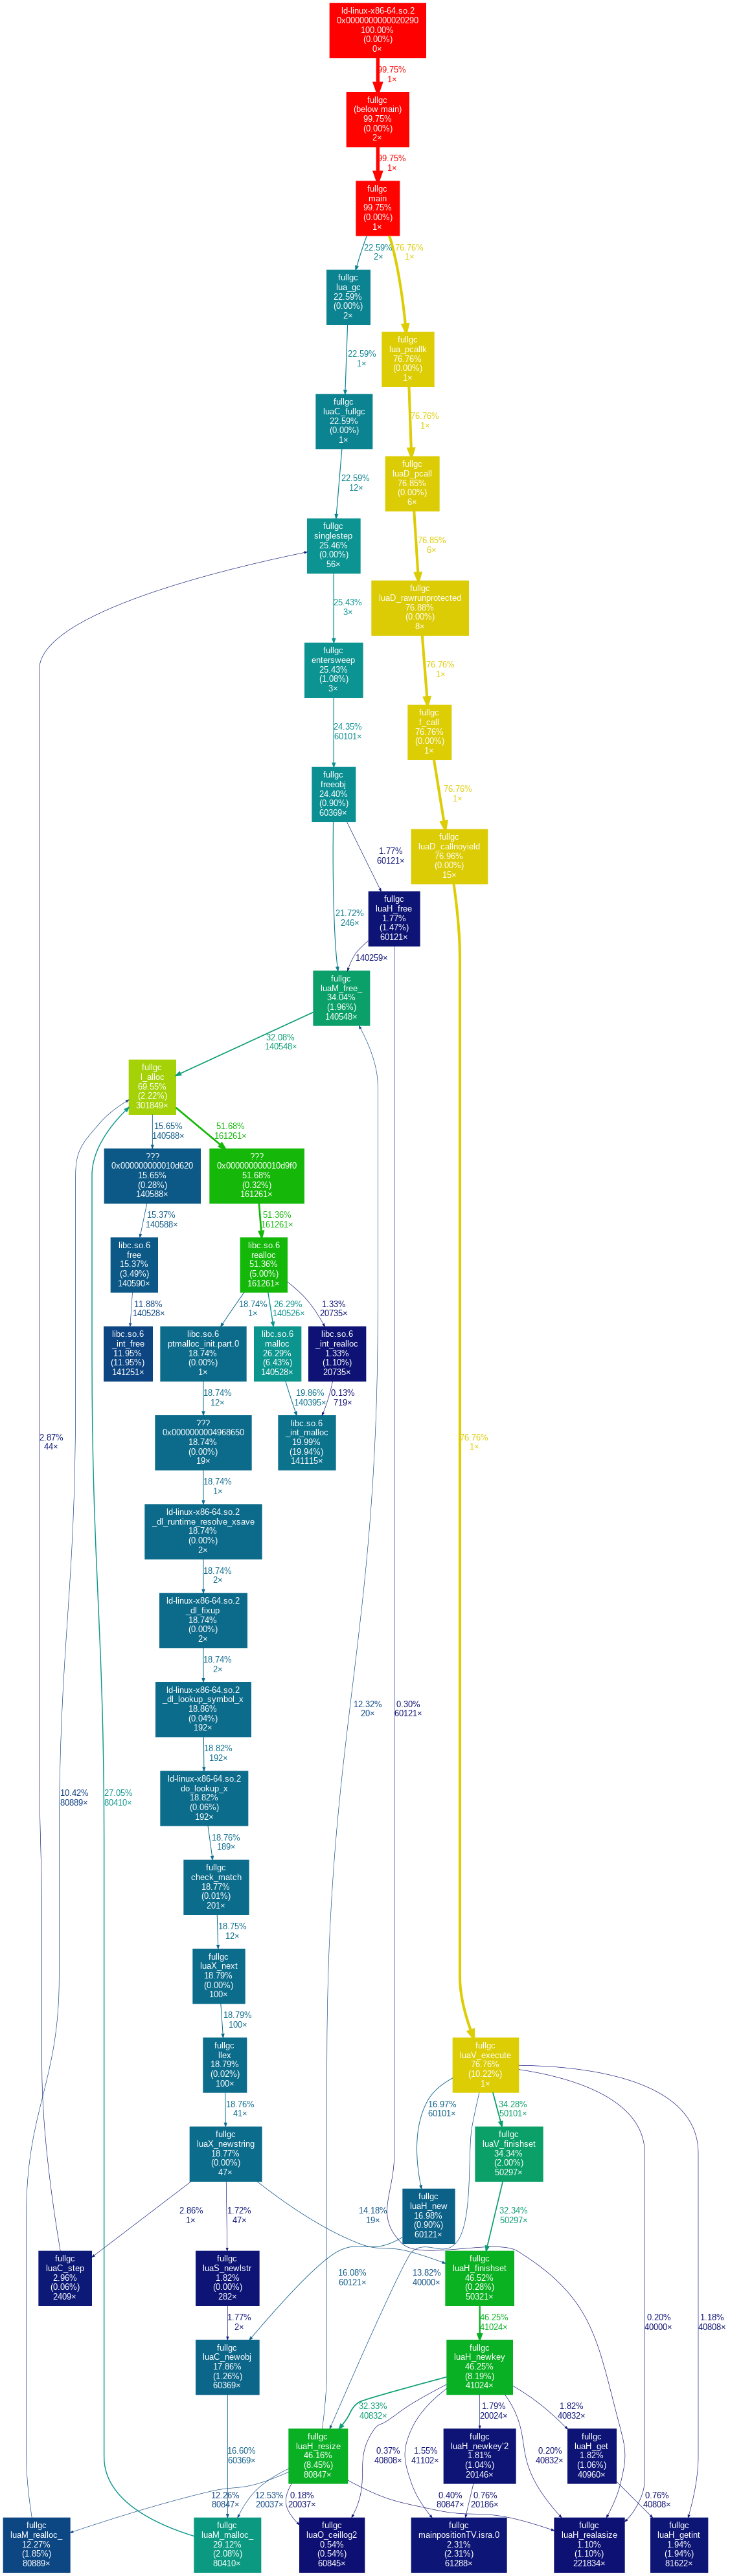 ld-linux-x86-64.so.2
0x0000000000020290
100.00%
(0.00%)
0×
99.75%
1×
fullgc
(below main)
99.75%
(0.00%)
2×
99.75%
1×
fullgc
main
99.75%
(0.00%)
1×
22.59%
2×
76.76%
1×
fullgc
lua_gc
22.59%
(0.00%)
2×
fullgc
lua_pcallk
76.76%
(0.00%)
1×
22.59%
1×
76.76%
1×
fullgc
luaC_fullgc
22.59%
(0.00%)
1×
fullgc
luaD_pcall
76.85%
(0.00%)
6×
22.59%
12×
76.85%
6×
fullgc
singlestep
25.46%
(0.00%)
56×
fullgc
luaD_rawrunprotected
76.88%
(0.00%)
8×
25.43%
3×
76.76%
1×
fullgc
entersweep
25.43%
(1.08%)
3×
fullgc
f_call
76.76%
(0.00%)
1×
24.35%
60101×
76.76%
1×
fullgc
freeobj
24.40%
(0.90%)
60369×
fullgc
luaD_callnoyield
76.96%
(0.00%)
15×
1.77%
60121×
21.72%
246×
fullgc
luaH_free
1.77%
(1.47%)
60121×
140259×
fullgc
luaM_free_
34.04%
(1.96%)
140548×
32.08%
140548×
fullgc
l_alloc
69.55%
(2.22%)
301849×
15.65%
140588×
51.68%
161261×
???
0x000000000010d620
15.65%
(0.28%)
140588×
???
0x000000000010d9f0
51.68%
(0.32%)
161261×
15.37%
140588×
51.36%
161261×
libc.so.6
free
15.37%
(3.49%)
140590×
libc.so.6
realloc
51.36%
(5.00%)
161261×
11.88%
140528×
18.74%
1×
26.29%
140526×
1.33%
20735×
libc.so.6
_int_free
11.95%
(11.95%)
141251×
libc.so.6
ptmalloc_init.part.0
18.74%
(0.00%)
1×
libc.so.6
malloc
26.29%
(6.43%)
140528×
libc.so.6
_int_realloc
1.33%
(1.10%)
20735×
2.87%
44×
18.74%
12×
19.86%
140395×
0.13%
719×
76.76%
1×
???
0x0000000004968650
18.74%
(0.00%)
19×
libc.so.6
_int_malloc
19.99%
(19.94%)
141115×
18.74%
1×
ld-linux-x86-64.so.2
_dl_runtime_resolve_xsave
18.74%
(0.00%)
2×
18.74%
2×
ld-linux-x86-64.so.2
_dl_fixup
18.74%
(0.00%)
2×
18.74%
2×
ld-linux-x86-64.so.2
_dl_lookup_symbol_x
18.86%
(0.04%)
192×
12.32%
20×
0.30%
60121×
18.82%
192×
ld-linux-x86-64.so.2
do_lookup_x
18.82%
(0.06%)
192×
10.42%
80889×
27.05%
80410×
18.76%
189×
fullgc
check_match
18.77%
(0.01%)
201×
18.75%
12×
fullgc
luaX_next
18.79%
(0.00%)
100×
18.79%
100×
fullgc
llex
18.79%
(0.02%)
100×
fullgc
luaV_execute
76.76%
(10.22%)
1×
18.76%
41×
16.97%
60101×
34.28%
50101×
fullgc
luaX_newstring
18.77%
(0.00%)
47×
fullgc
luaV_finishset
34.34%
(2.00%)
50297×
2.86%
1×
1.72%
47×
14.18%
19×
fullgc
luaH_new
16.98%
(0.90%)
60121×
32.34%
50297×
fullgc
luaC_step
2.96%
(0.06%)
2409×
fullgc
luaS_newlstr
1.82%
(0.00%)
282×
16.08%
60121×
13.82%
40000×
fullgc
luaH_finishset
46.52%
(0.28%)
50321×
0.20%
40000×
1.18%
40808×
1.77%
2×
46.25%
41024×
fullgc
luaC_newobj
17.86%
(1.26%)
60369×
fullgc
luaH_newkey
46.25%
(8.19%)
41024×
32.33%
40832×
1.79%
20024×
1.82%
40832×
16.60%
60369×
fullgc
luaH_resize
46.16%
(8.45%)
80847×
0.37%
40808×
1.55%
41102×
fullgc
luaH_newkey'2
1.81%
(1.04%)
20146×
0.20%
40832×
fullgc
luaH_get
1.82%
(1.06%)
40960×
12.26%
80847×
12.53%
20037×
0.18%
20037×
0.40%
80847×
0.76%
20186×
0.76%
40808×
fullgc
luaM_realloc_
12.27%
(1.85%)
80889×
fullgc
luaM_malloc_
29.12%
(2.08%)
80410×
fullgc
luaO_ceillog2
0.54%
(0.54%)
60845×
fullgc
mainpositionTV.isra.0
2.31%
(2.31%)
61288×
fullgc
luaH_realasize
1.10%
(1.10%)
221834×
fullgc
luaH_getint
1.94%
(1.94%)
81622×